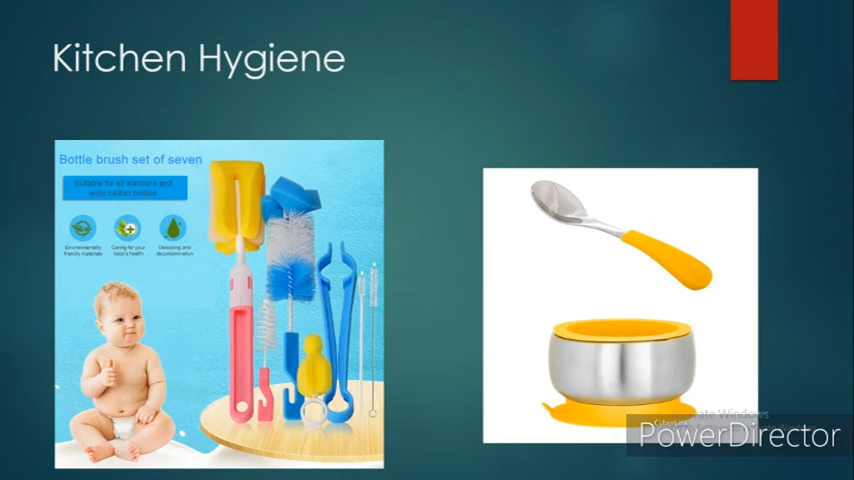 Kitchen Hygiene
Bottle brush set of seven
Suitable for all standard and
wide caliber bottles
Environmentally
friendly materials
Caring for your
baby's health
Descaling and
decontamination
CyberLink
PowerDirector